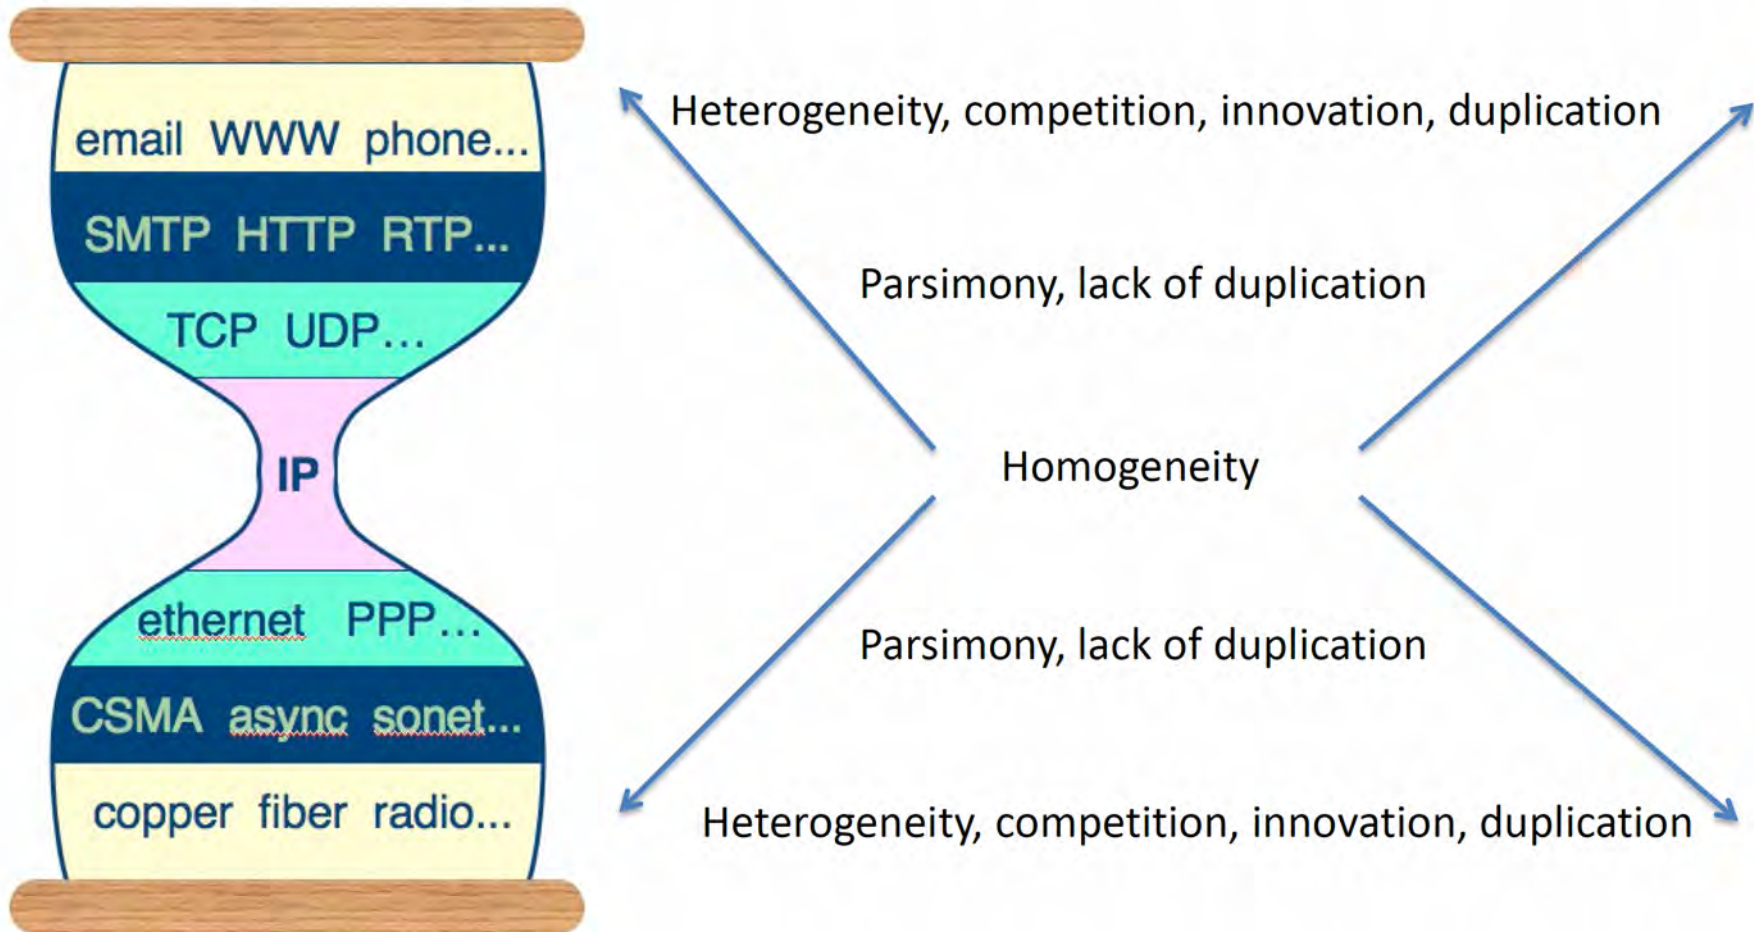 email WWW phone...
SMTP HTTP RTP...
TCP UDP...
IP
ethernet PPP...
CSMA async sonet...
copper fiber radio...
Heterogeneity, competition, innovation, duplication
Parsimony, lack of duplication
Homogeneity
Parsimony, lack of duplication
Heterogeneity, competition, innovation, duplication